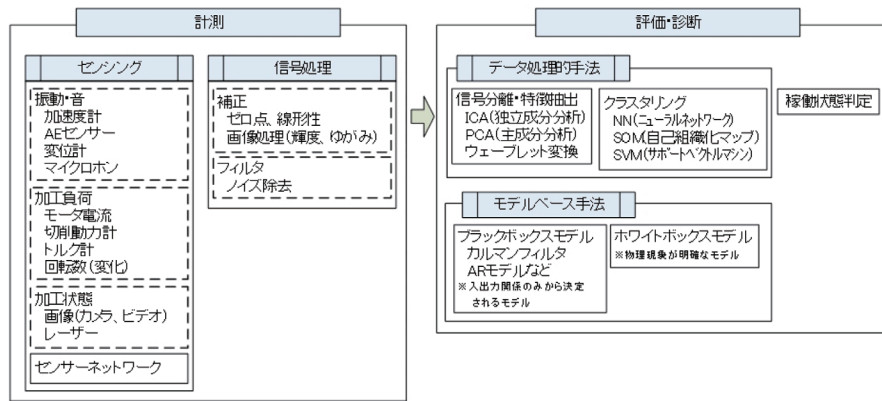 計測
センシング
振動・音
加速度計
AEセンサー
変位計
マイクロホン
加工負荷
モータ電流
切削動力計
トルク計
回転数(変化)
加工状態
画像(カメラ、ビデオ)
レーザー
センサーネットワーク
信号処理
補正
ゼロ点、線形性
画像処理(輝度、ゆがみ)
フィルタ
ノイズ除去
評価・診断
データ処理的手法
信号分離・特徴抽出
ICA(独立成分分析)
PCA(主成分分析)
ウェーブレット変換
クラスタリング
NN(ニューラルネットワーク)
SOM(自己組織化マップ)
SVM(サポートベクトルマシン)
稼働状態判定
モデルベース手法
ブラックボックスモデル
カルマンフィルタ
ARモデルなど
※入出力関係のみから決定
されるモデル
ホワイトボックスモデル
※物理現象が明確なモデル